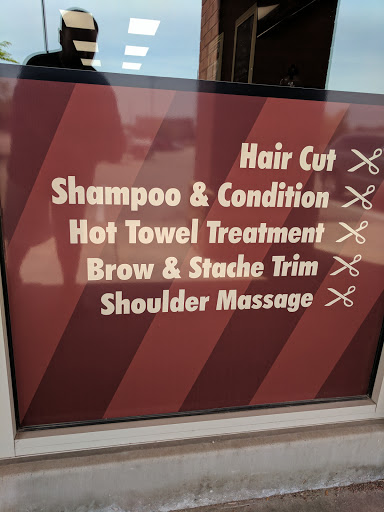 Hair Cut
Shampoo & Condition
Hot Towel Treatment
Brow & Stache Trim
Shoulder Massage